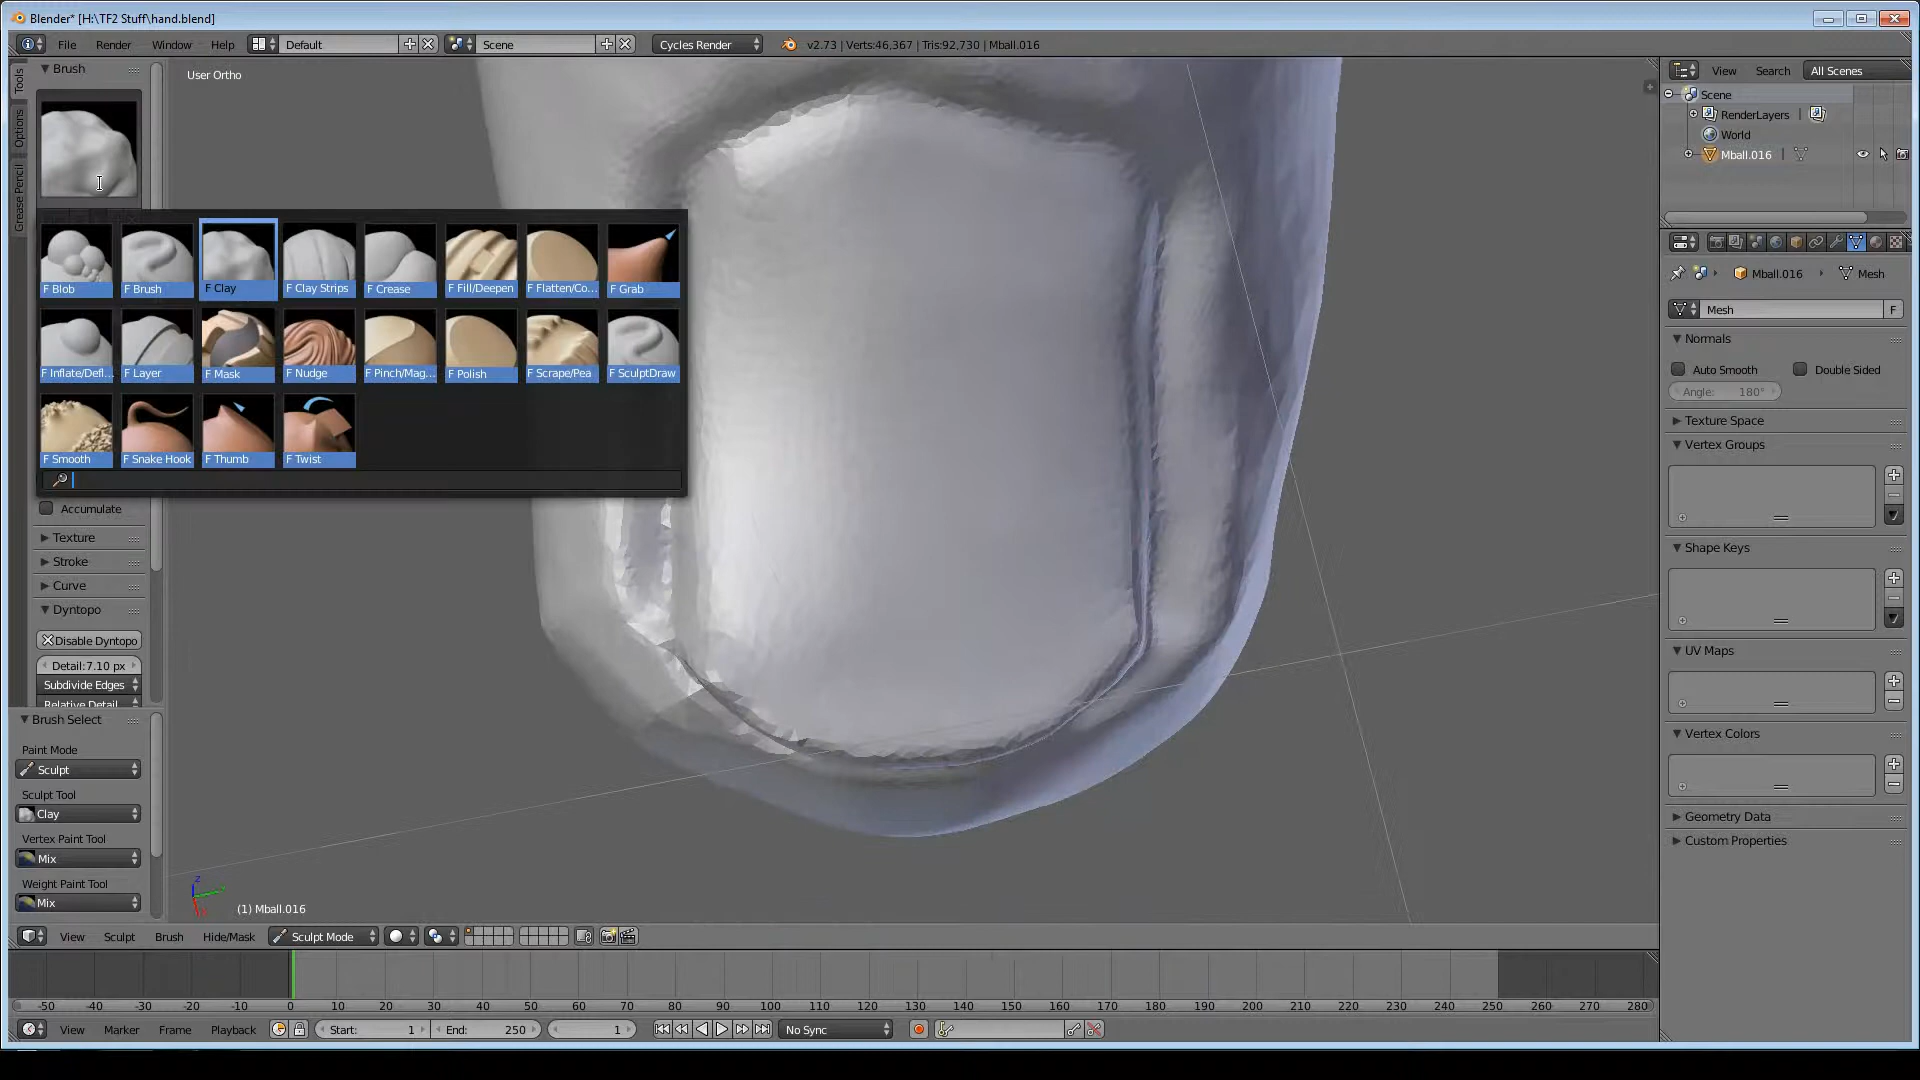 Blender* [H:\TF2 Stuff\hand.blend]
File Render Window Help Default Scene Cycles Render v2.73 | Verts:46,367 | Tris:92,730 | Mball.016
Tools
Options
Grease Pencil
Brush
User Ortho
F Blob F Brush F Clay F Clay Strips F Crease F Fill/Deepen F Flatten/Co... F Grab
F Inflate/Defl... F Layer F Mask F Nudge F Pinch/Mag... F Polish F Scrape/Pea F SculptDraw
F Smooth F Snake Hook F Thumb F Twist
Accumulate
Texture
Stroke
Curve
Dyntopo
Disable Dyntopo
Detail:7.10 px
Subdivide Edges
Relative Detail
Brush Select
Paint Mode
Sculpt
Sculpt Tool
Clay
Vertex Paint Tool
Mix
Weight Paint Tool
Mix
z
(1) Mball.016
View Sculpt Brush Hide/Mask Sculpt Mode
-50 -40 -30 -20 -10 0 10 20 30 40 50 60 70 80 90 100 110 120 130 140 150 160 170 180 190 200 210 220 230 240 250 260 270 280
View Marker Frame Playback Start: 1 End: 250 1 No Sync
View Search All Scenes
Scene
RenderLayers |
World
Mball.016 |
Mball.016 Mesh
Mesh F
Normals
Auto Smooth Double Sided
Angle: 180°
Texture Space
Vertex Groups
Shape Keys
UV Maps
Vertex Colors
Geometry Data
Custom Properties